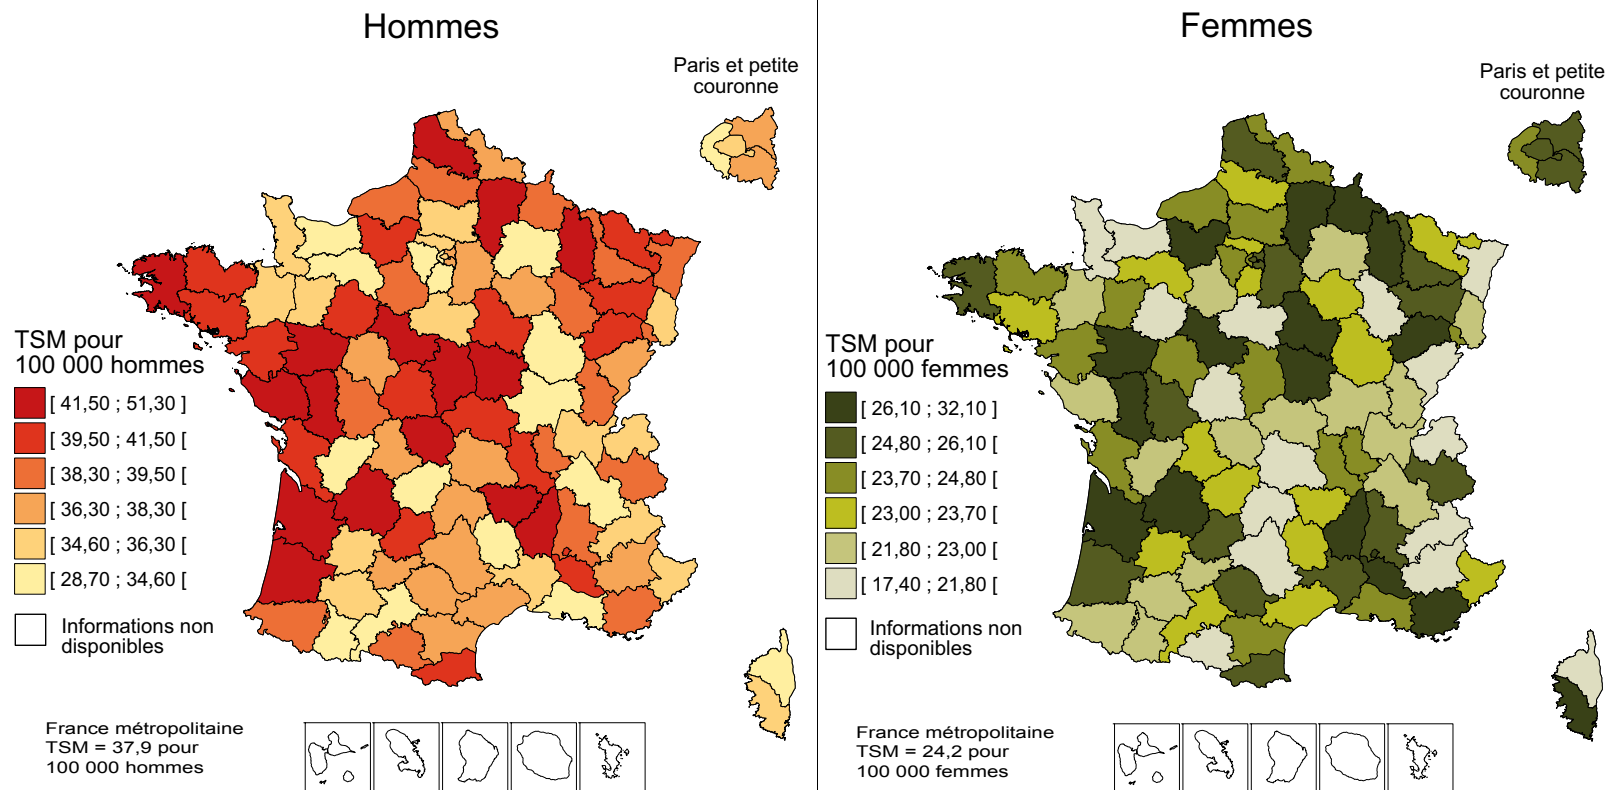 Hommes
Paris et petite
couronne
TSM pour
100 000 hommes
[ 41,50 ; 51,30 ]
[ 39,50 ; 41,50 [
[ 38,30 ; 39,50 [
[ 36,30 ; 38,30 [
[ 34,60 ; 36,30 [
[ 28,70 ; 34,60 [
Informations non
disponibles
France métropolitaine
TSM = 37,9 pour
100 000 hommes
Femmes
Paris et petite
couronne
TSM pour
100 000 femmes
[ 26,10 ; 32,10 ]
[ 24,80 ; 26,10 [
[ 23,70 ; 24,80 [
[ 23,00 ; 23,70 [
[ 21,80 ; 23,00 [
[ 17,40 ; 21,80 [
Informations non
disponibles
France métropolitaine
TSM = 24,2 pour
100 000 femmes